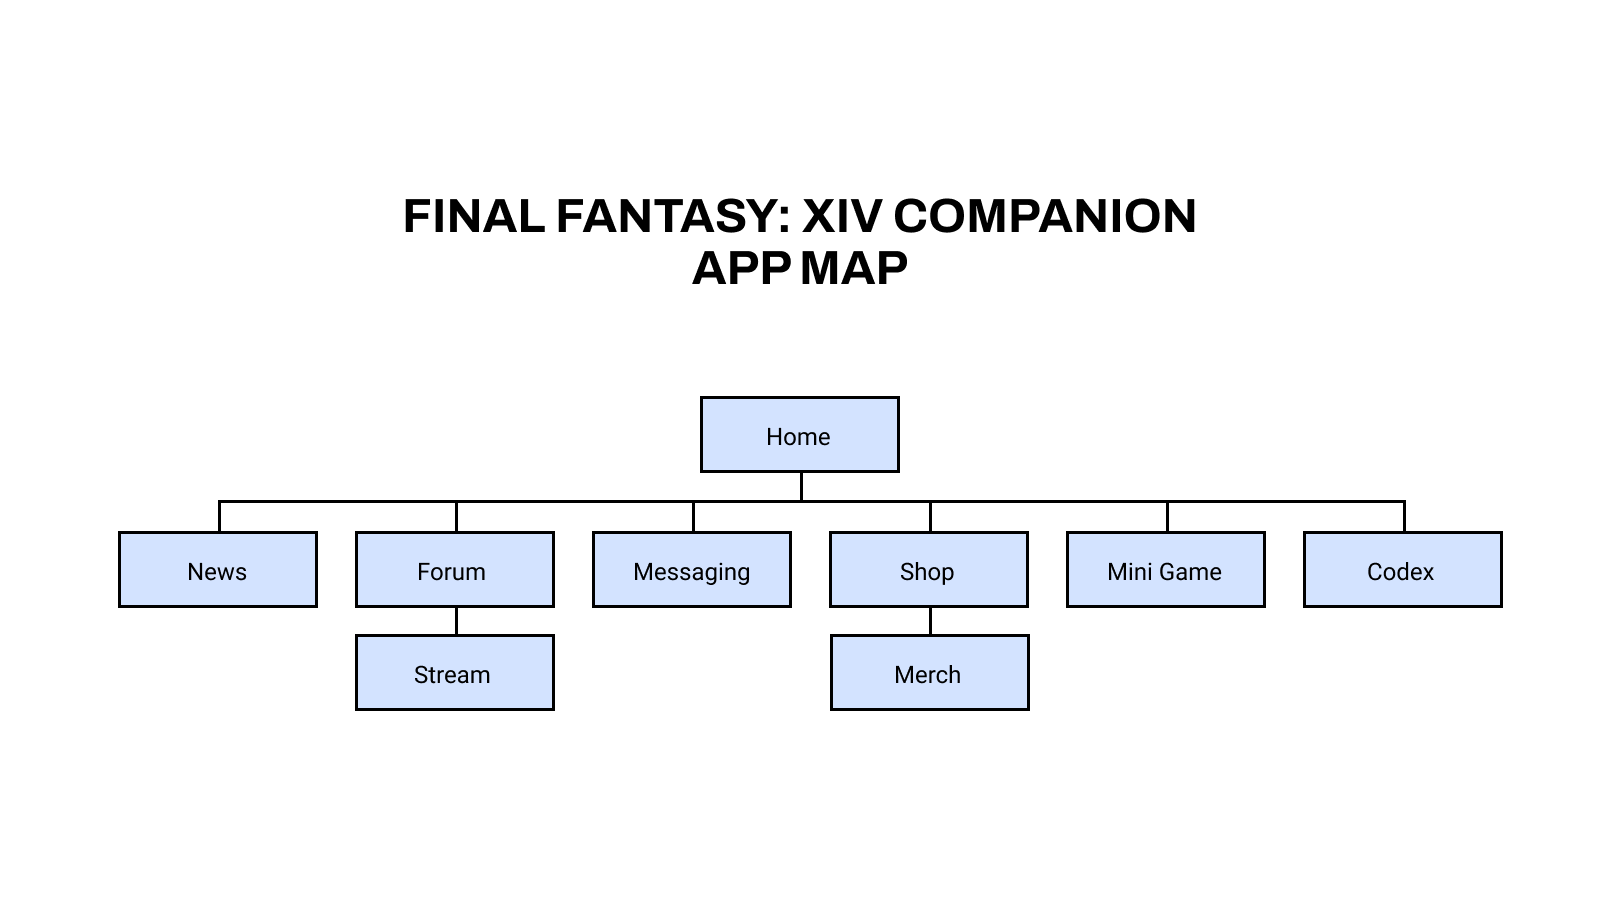 FINAL FANTASY: XIV COMPANION
APP MAP
Home
News
Forum
Messaging
Shop
Mini Game
Codex
Stream
Merch